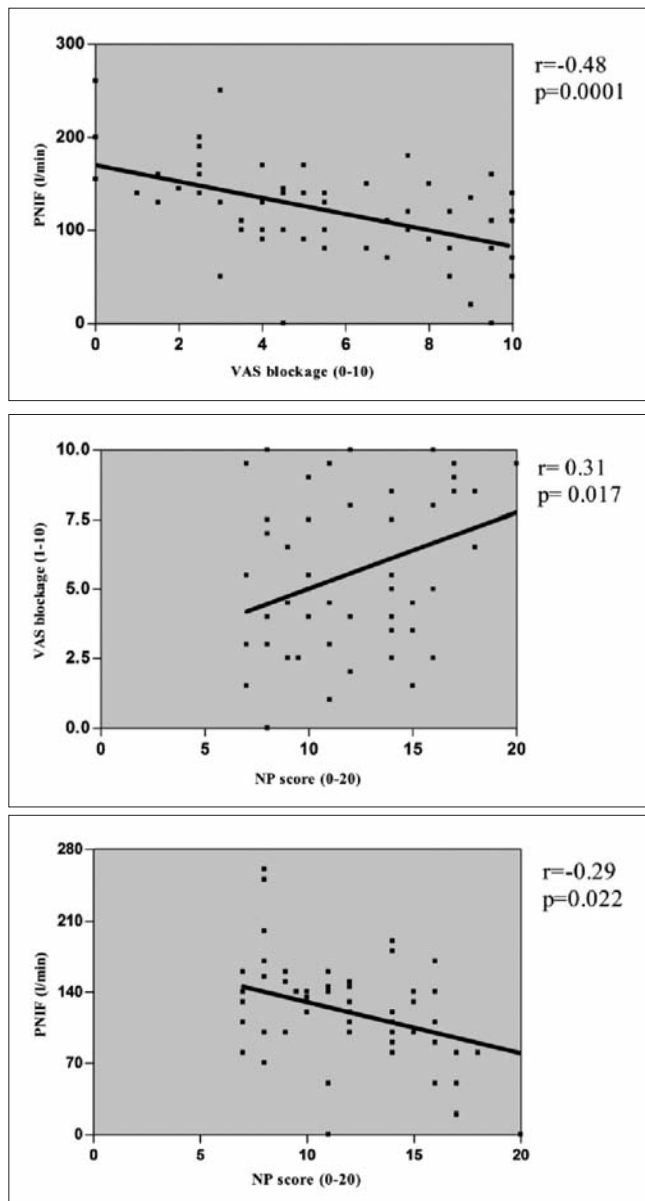 300
200
100
0
PNIF (l/min)
0 2 4 6 8 10
VAS blockage (0-10)
r=-0.48
p=0.0001
10.0
7.5
5.0
2.5
0.0
VAS blockage (1-10)
0 5 10 15 20
NP score (0-20)
r= 0.31
p= 0.017
280
210
140
70
0
PNIF (l/min)
0 5 10 15 20
NP score (0-20)
r=-0.29
p=0.022